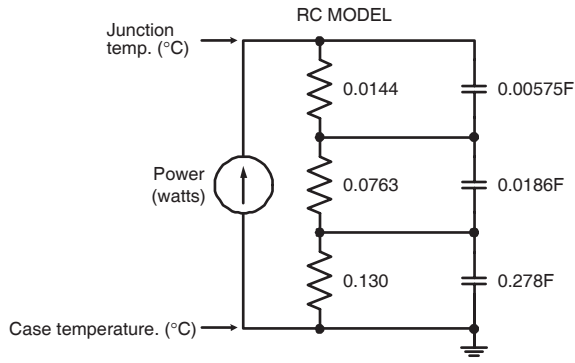 RC MODEL
Junction
temp. (°C)
0.0144
0.00575F
Power
(watts)
0.0763
0.0186F
0.130
0.278F
Case temperature. (°C)